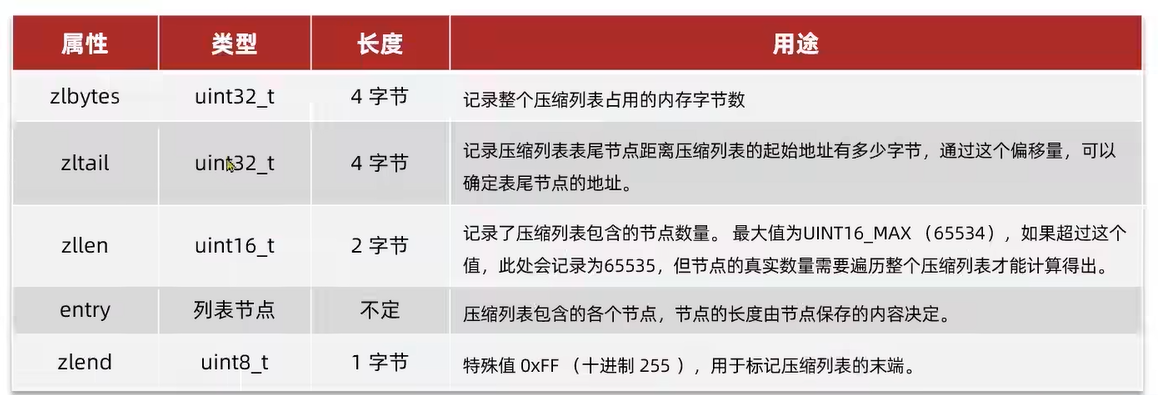 属性 类型 长度 用途
zlbytes uint32_t 4 字节 记录整个压缩列表占用的内存字节数
zltail uint32_t 4 字节 记录压缩列表表尾节点距离压缩列表的起始地址有多少字节，通过这个偏移量，可以
确定表尾节点的地址。
zllen uint16_t 2 字节 记录了压缩列表包含的节点数量。 最大值为UINT16_MAX （65534），如果超过这个
值，此处会记录为65535，但节点的真实数量需要遍历整个压缩列表才能计算得出。
entry 列表节点 不定 压缩列表包含的各个节点，节点的长度由节点保存的内容决定。
zlend uint8_t 1 字节 特殊值 0xFF （十进制 255 ），用于标记压缩列表的末端。